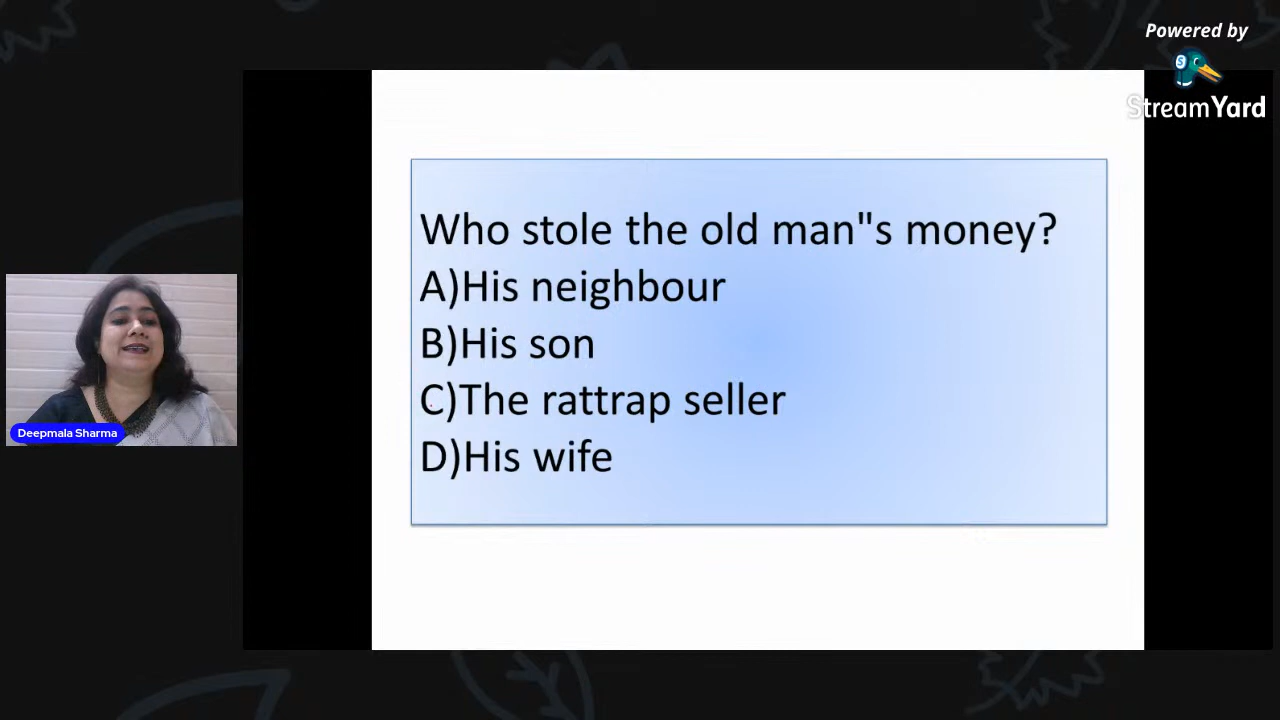 Powered by
StreamYard
Who stole the old man"s money?
A)His neighbour
B)His son
C)The rattrap seller
D)His wife
Deepmala Sharma